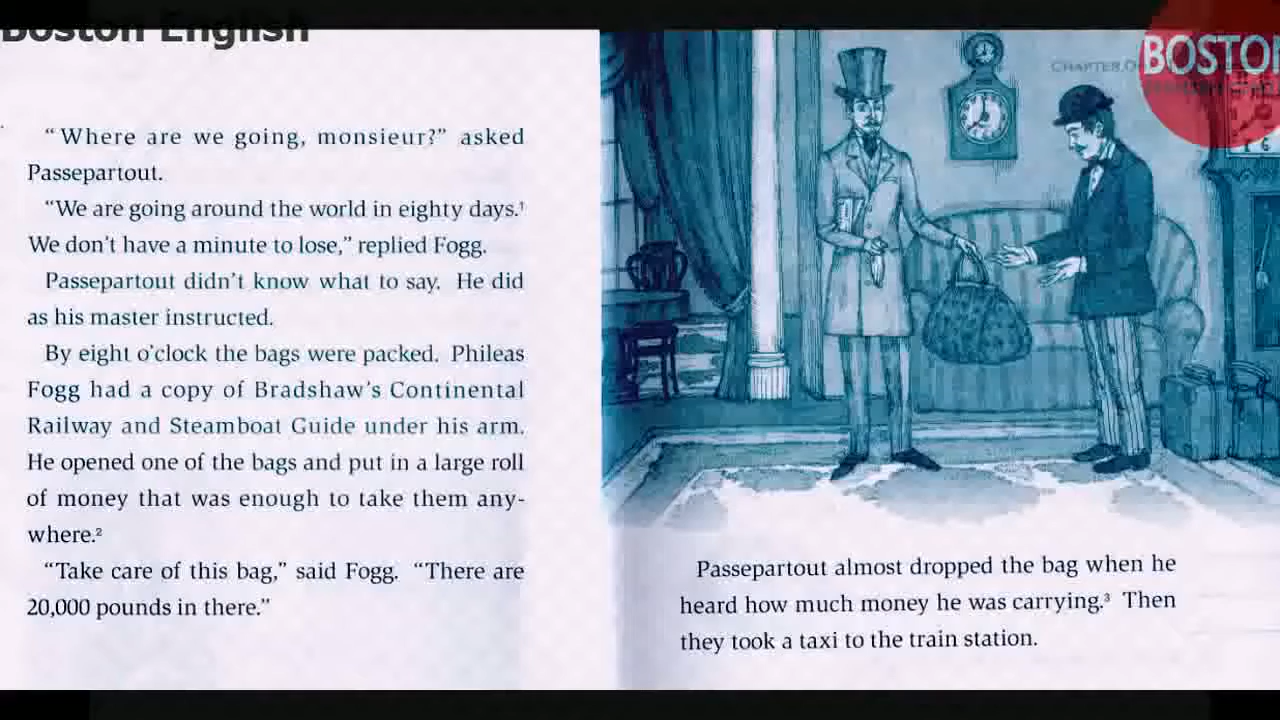 Boston English
"Where are we going, monsieur?" asked
Passepartout.
"We are going around the world in eighty days.¹
We don't have a minute to lose," replied Fogg.
Passepartout didn't know what to say. He did
as his master instructed.
By eight o'clock the bags were packed. Phileas
Fogg had a copy of Bradshaw's Continental
Railway and Steamboat Guide under his arm.
He opened one of the bags and put in a large roll
of money that was enough to take them any-
where.²
"Take care of this bag," said Fogg. "There are
20,000 pounds in there."
CHAPTER
BOSTON
Passepartout almost dropped the bag when he
heard how much money he was carrying.³ Then
they took a taxi to the train station.